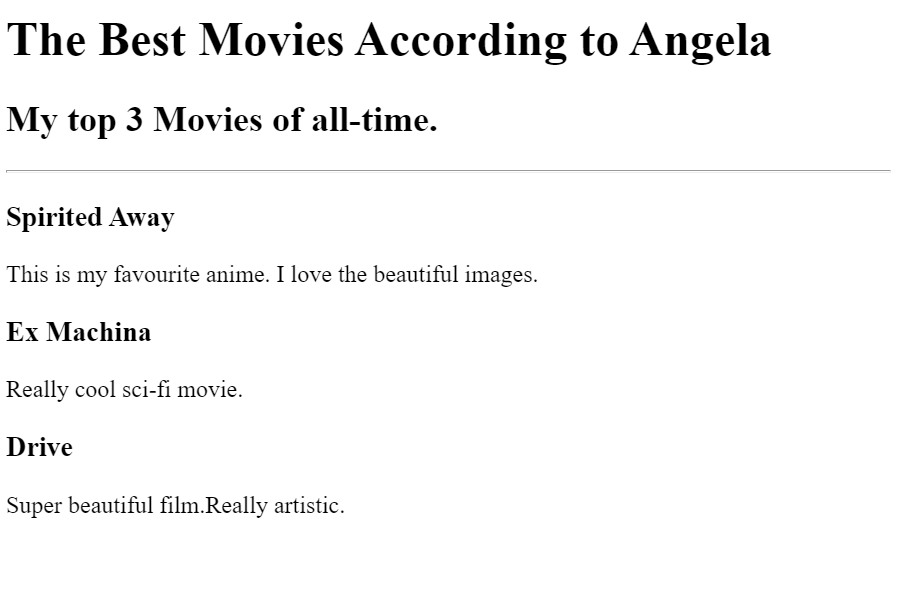 The Best Movies According to Angela
My top 3 Movies of all-time.
Spirited Away
This is my favourite anime. I love the beautiful images.
Ex Machina
Really cool sci-fi movie.
Drive
Super beautiful film.Really artistic.